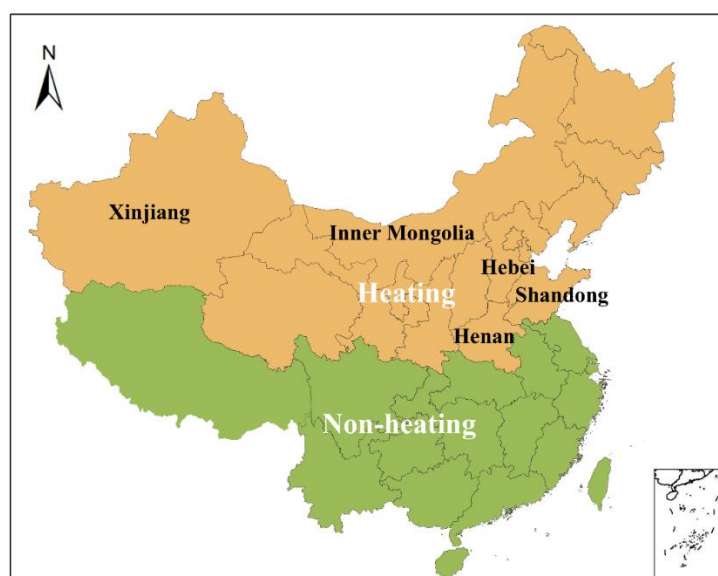 N
Xinjiang
Inner Mongolia
Hebei
Heating
Shandong
Henan
Non-heating